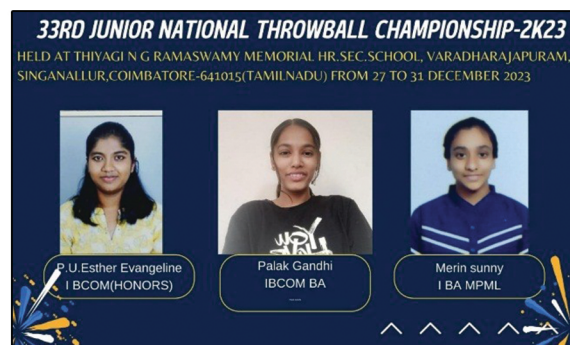 33RD JUNIOR NATIONAL THROWBALL CHAMPIONSHIP-2K23
HELD AT THIYAGI N G RAMASWAMY MEMORIAL HR.SEC.SCHOOL, VARADHARAJAPURAM,
SINGANALLUR,COIMBATORE-641015(TAMILNADU) FROM 27 TO 31 DECEMBER 2023
P.U.Esther Evangeline
I BCOM(HONORS)
Palak Gandhi
IBCOM BA
Merin sunny
I BA MPML